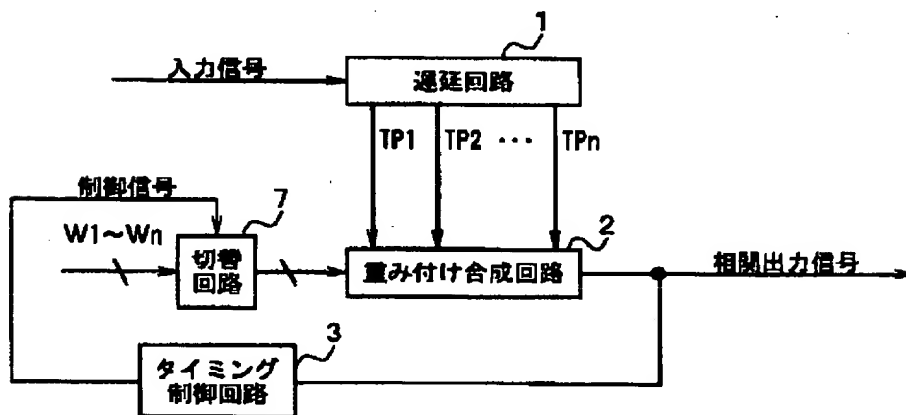 1
入力信号
遅延回路
TP1 TP2 ··· TPn
制御信号
7
W1~Wn
2
切替
回路
重み付け合成回路
相関出力信号
3
タイミング
制御回路